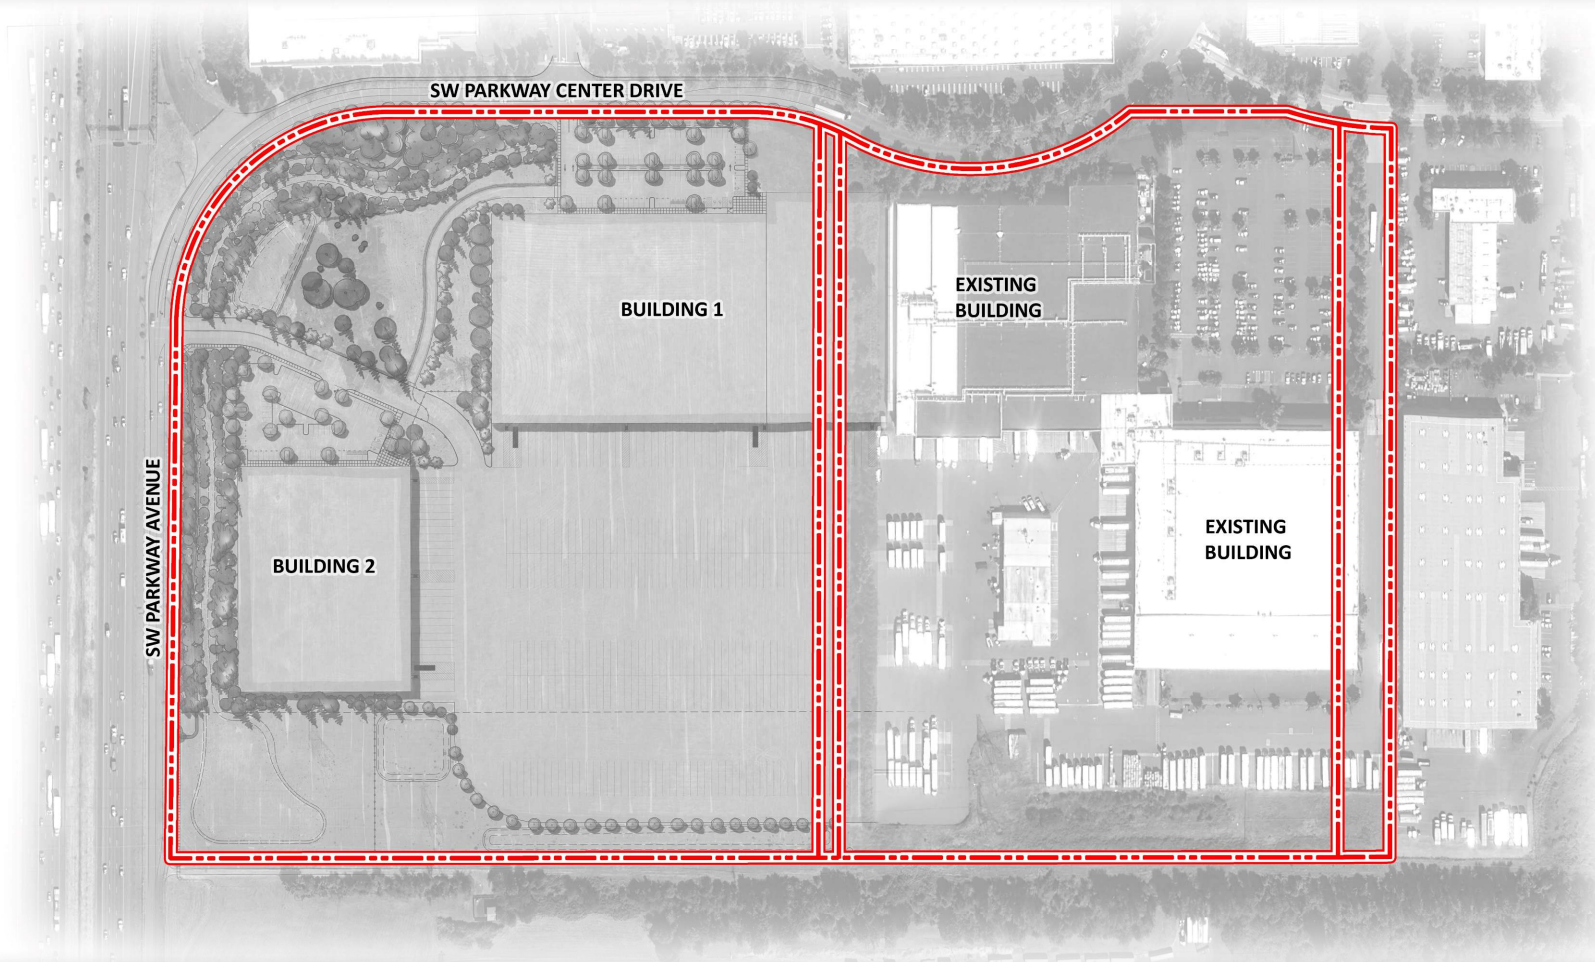 SW PARKWAY CENTER DRIVE
EXISTING
BUILDING
BUILDING 1
EXISTING
BUILDING
BUILDING 2
SW PARKWAY AVENUE